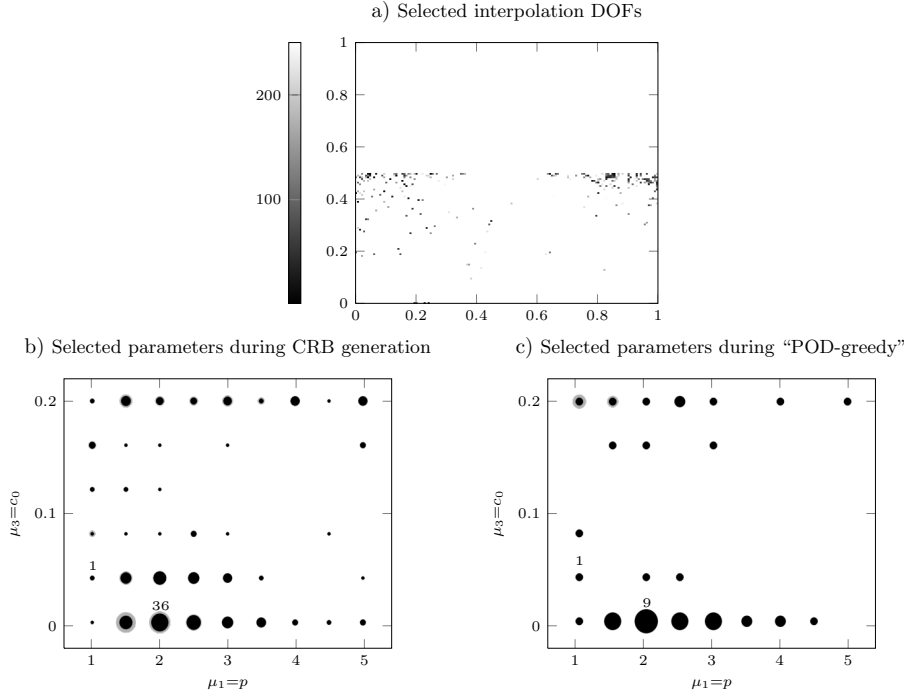 a) Selected interpolation DOFs
1
200
0.8
0.6
100
0.4
0.2
0
0 0.2 0.4 0.6 0.8 1
b) Selected parameters during CRB generation
0.2
μ₃=c₀
0.1
1
36
0
1 2 3 4 5
μ₁=p
c) Selected parameters during “POD-greedy”
0.2
μ₃=c₀
0.1
1
9
0
1 2 3 4 5
μ₁=p